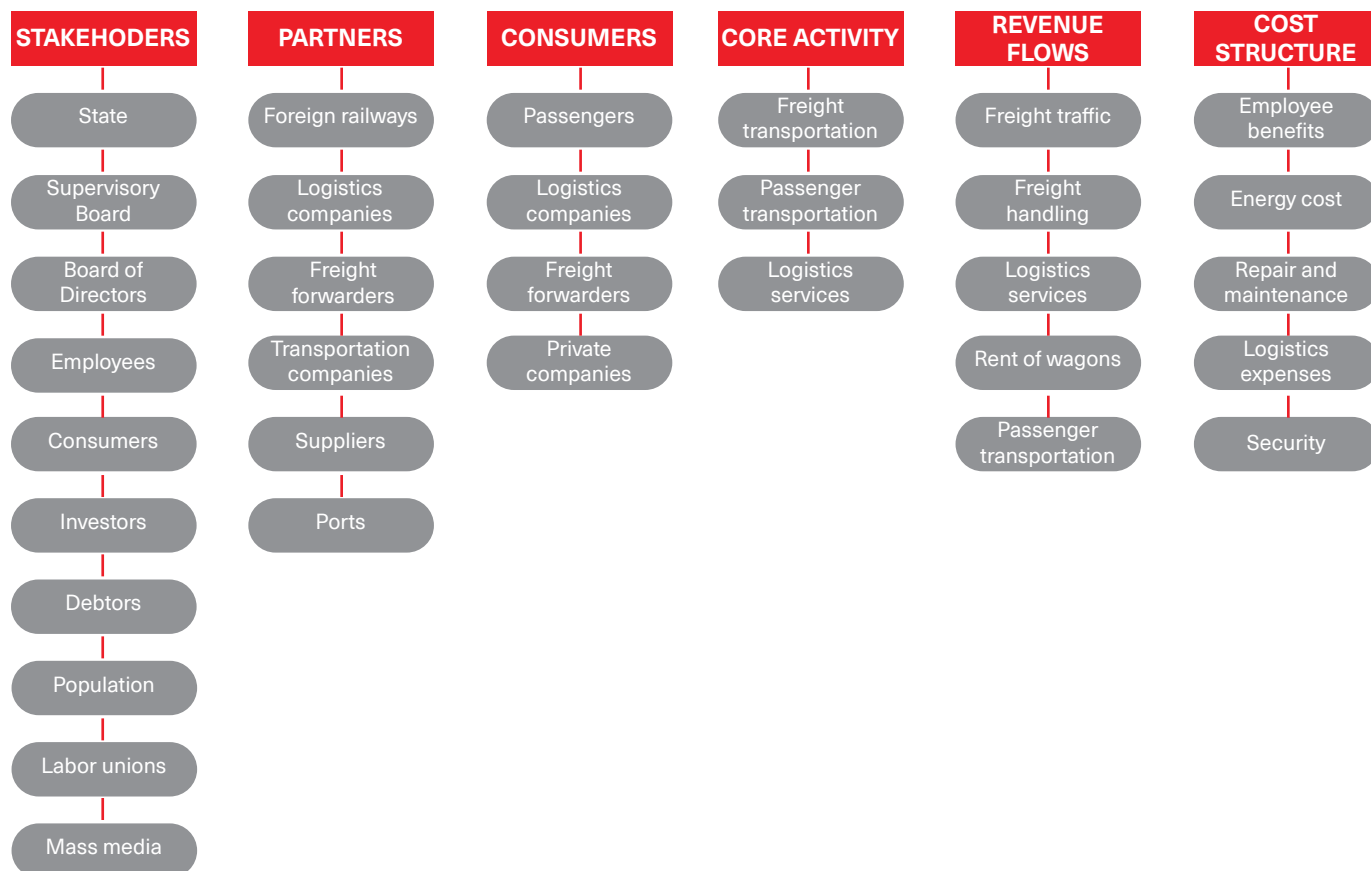 STAKEHODERS
State
Supervisory
Board
Board of
Directors
Employees
Consumers
Investors
Debtors
Population
Labor unions
Mass media
PARTNERS
Foreign railways
Logistics
companies
Freight
forwarders
Transportation
companies
Suppliers
Ports
CONSUMERS
Passengers
Logistics
companies
Freight
forwarders
Private
companies
CORE ACTIVITY
Freight
transportation
Passenger
transportation
Logistics
services
REVENUE
FLOWS
Freight traffic
Freight
handling
Logistics
services
Rent of wagons
Passenger
transportation
COST
STRUCTURE
Employee
benefits
Energy cost
Repair and
maintenance
Logistics
expenses
Security